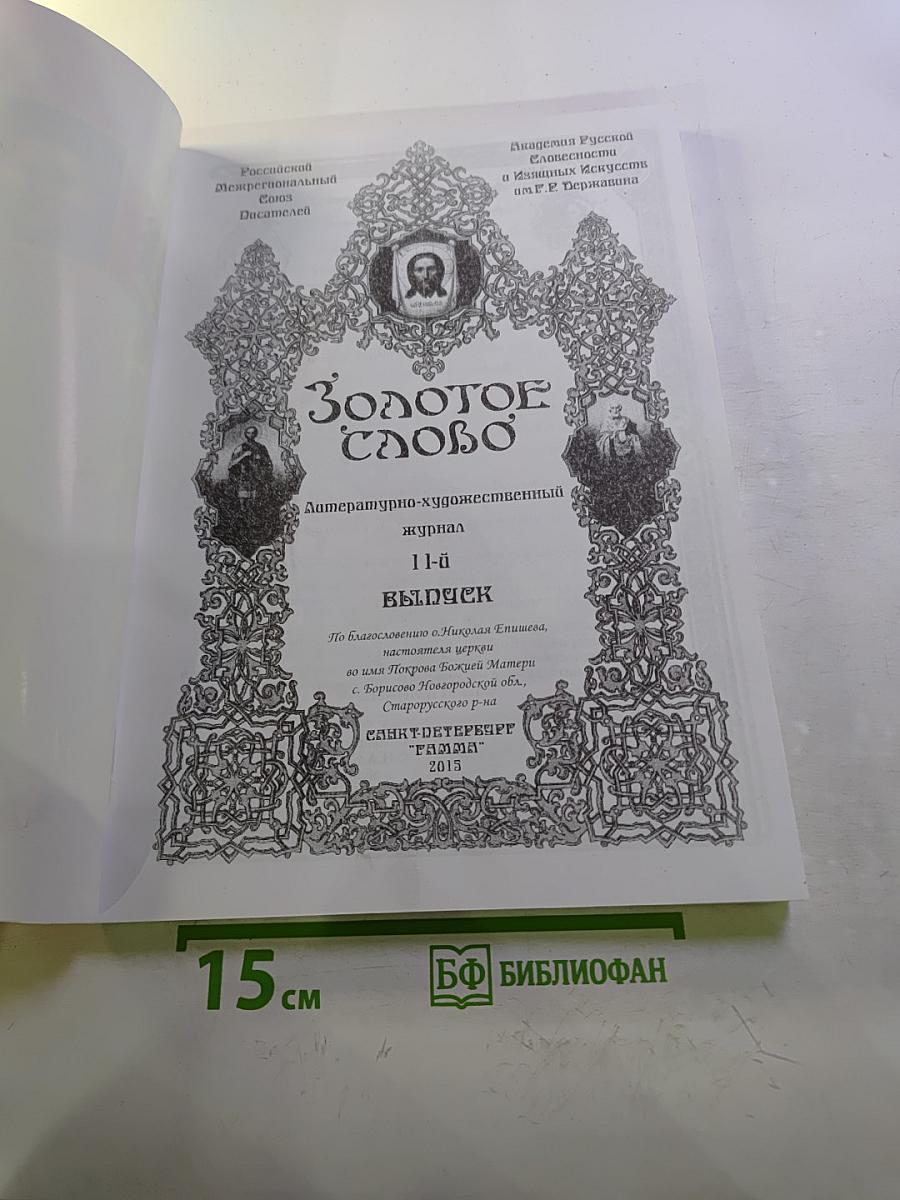 Российский
Межрегиональный
Союз
Писателей
Академия Русской
Словесности
и Изящных Искусств
им.Г.Р. Державина
ЗОЛОТОЕ
СЛОВО
Литературно-художественный
журнал
11-й
ВЫПУСК
По благословению о.Николая Епишева,
настоятеля церкви
во имя Покрова Божией Матери
с. Борисово Новгородской обл.,
Старорусского р-на
САНКТ-ПЕТЕРБУРГ
"ГАММА"
2015
15 см
БФ БИБЛИОФАН